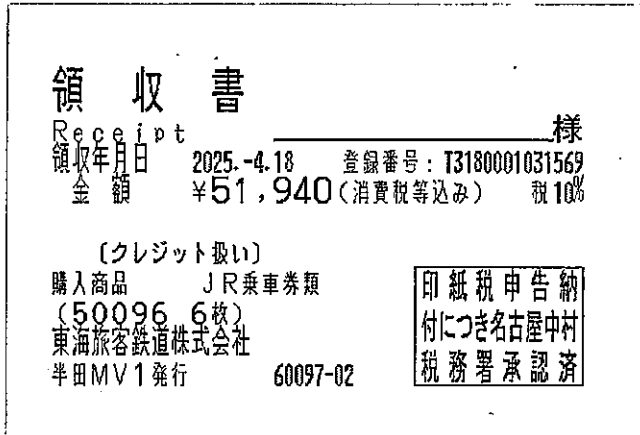 領収書
Receipt 様
領収年月日 2025.-4.18 登録番号：T3180001031569
金額 ¥51,940(消費税等込み) 税10%
〔クレジット扱い〕
購入商品 JR乗車券類
(50096 6枚)
東海旅客鉄道株式会社
半田MV1発行 60097-02
印紙税申告納
付につき名古屋中村
税務署承認済